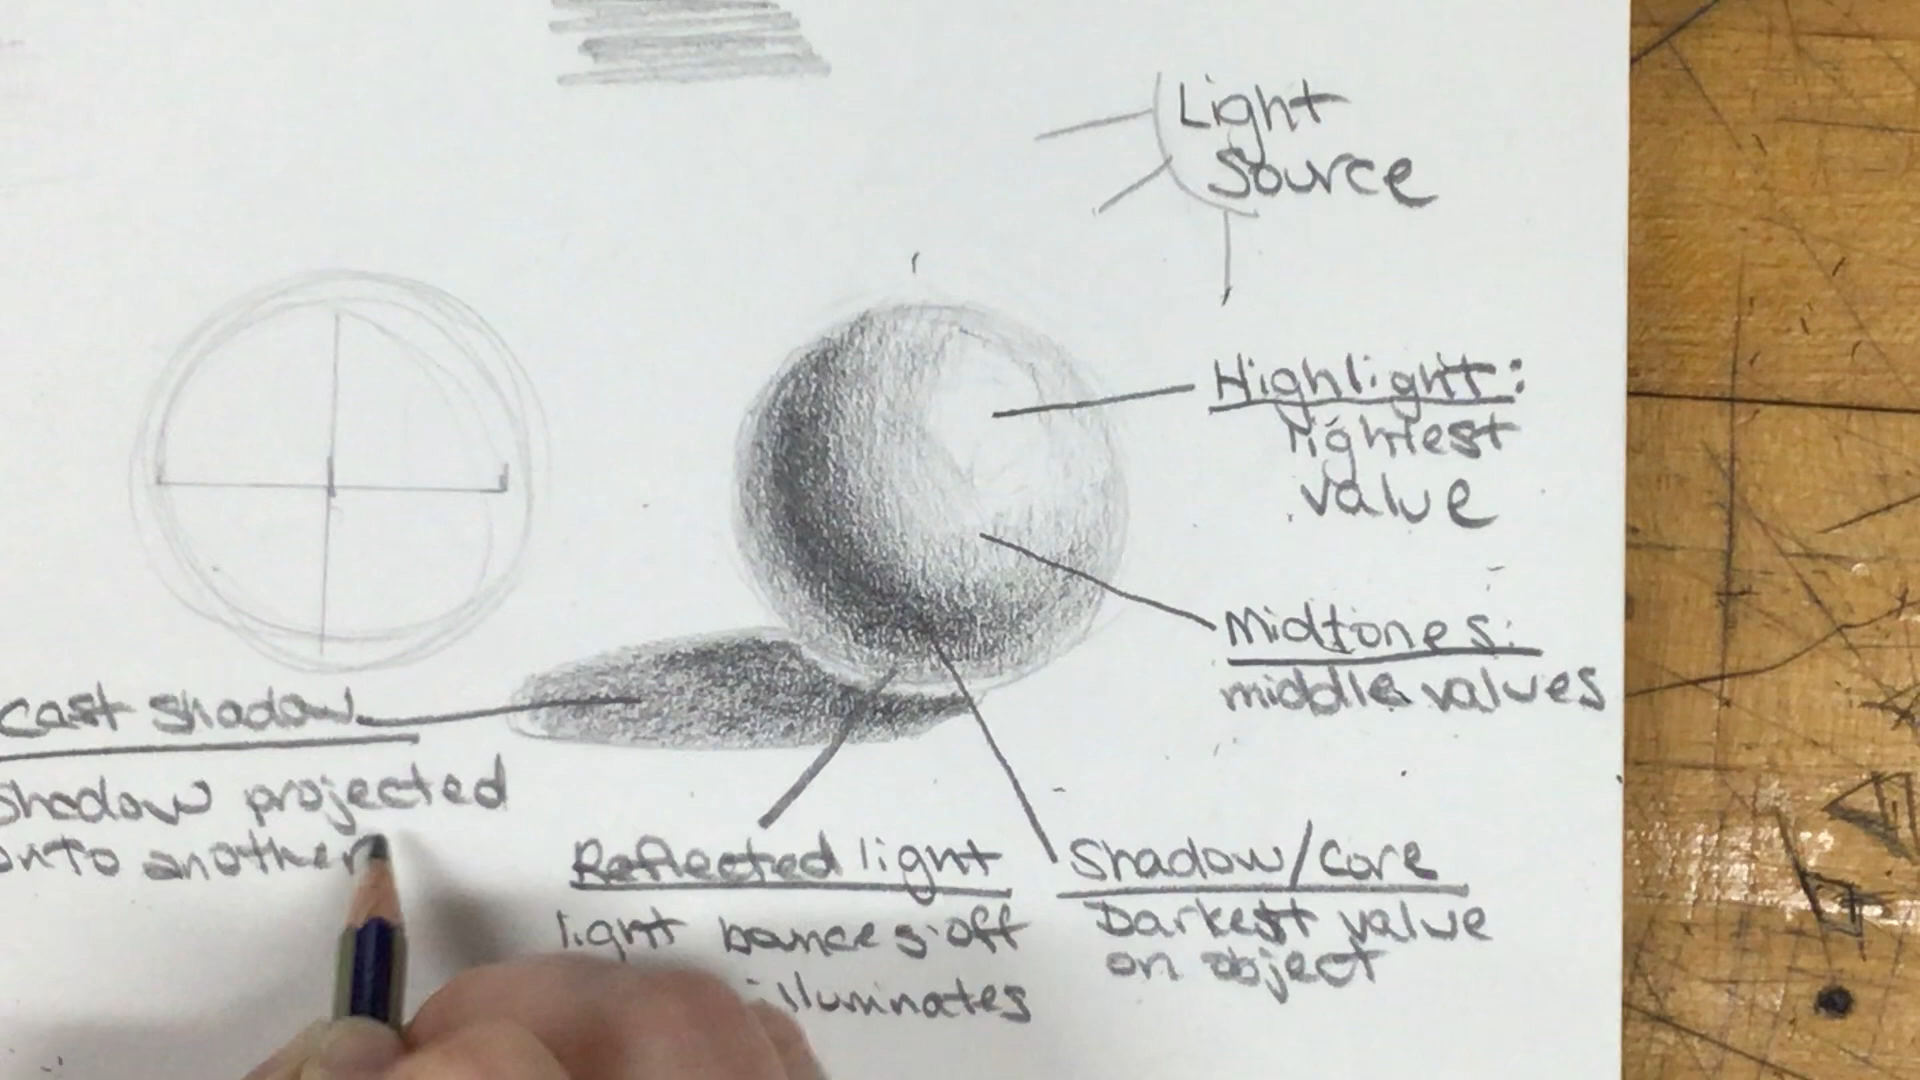 Light
Source
Highlight:
lightest
value
Midtones:
middle values
cast shadow
shadow projected
onto another
Reflected light
light bounces off
illuminates
Shadow/Core
Darkest value
on object